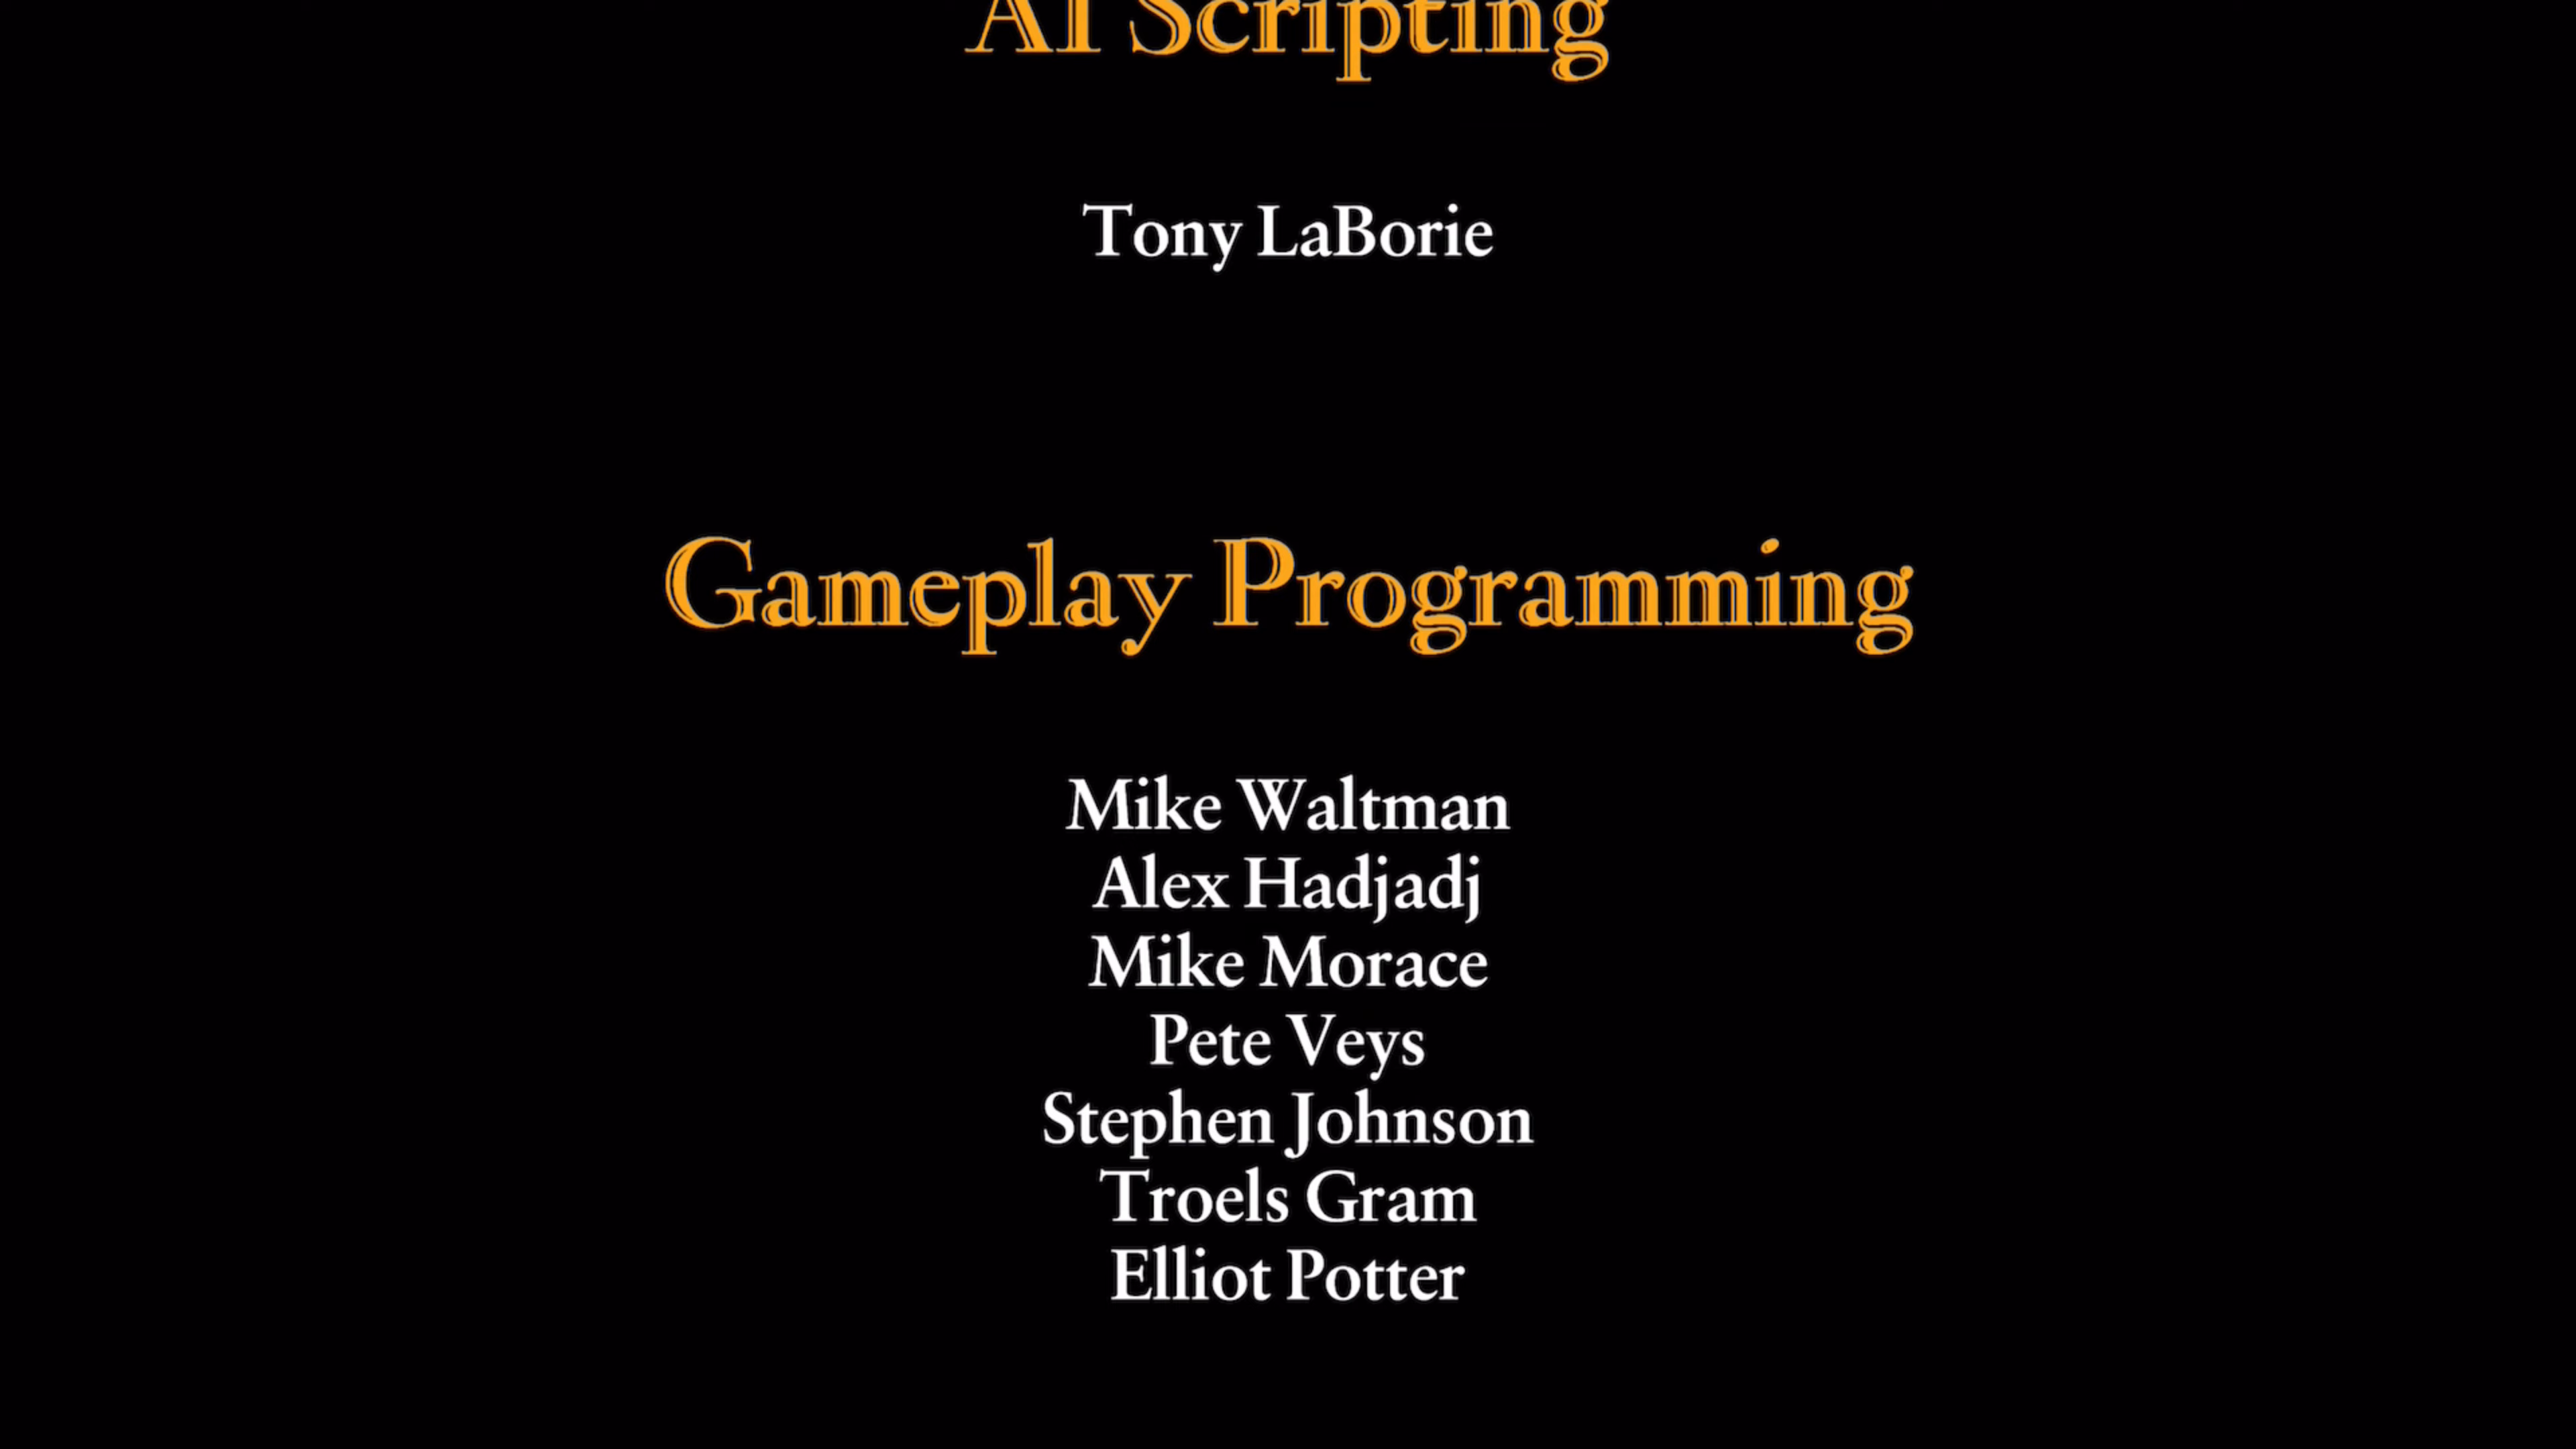 AI Scripting
Tony LaBorie
Gameplay Programming
Mike Waltman
Alex Hadjadj
Mike Morace
Pete Veys
Stephen Johnson
Troels Gram
Elliot Potter